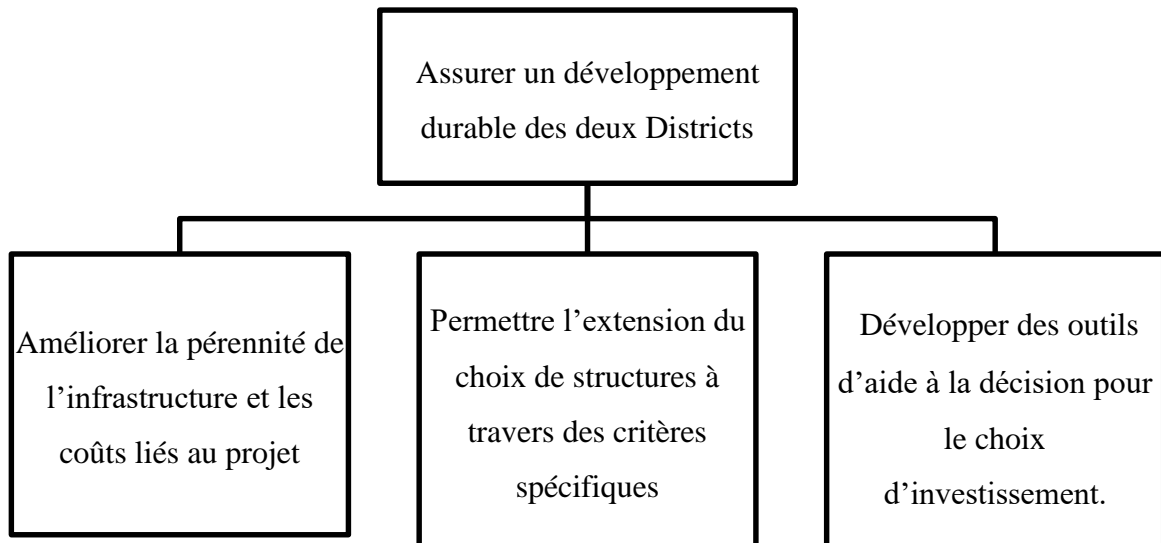 Assurer un développement
durable des deux Districts
Améliorer la pérennité de
l’infrastructure et les
coûts liés au projet
Permettre l’extension du
choix de structures à
travers des critères
spécifiques
Développer des outils
d’aide à la décision pour
le choix
d’investissement.